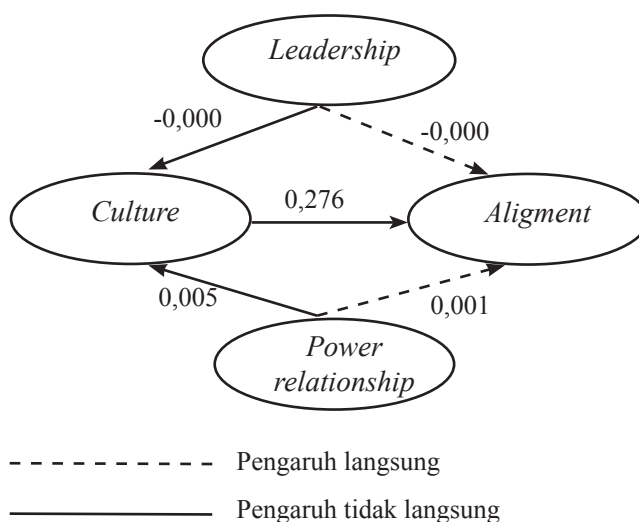 Leadership
-0,000
-0,000
Culture
0,276
Aligment
0,005
0,001
Power
relationship
Pengaruh langsung
Pengaruh tidak langsung